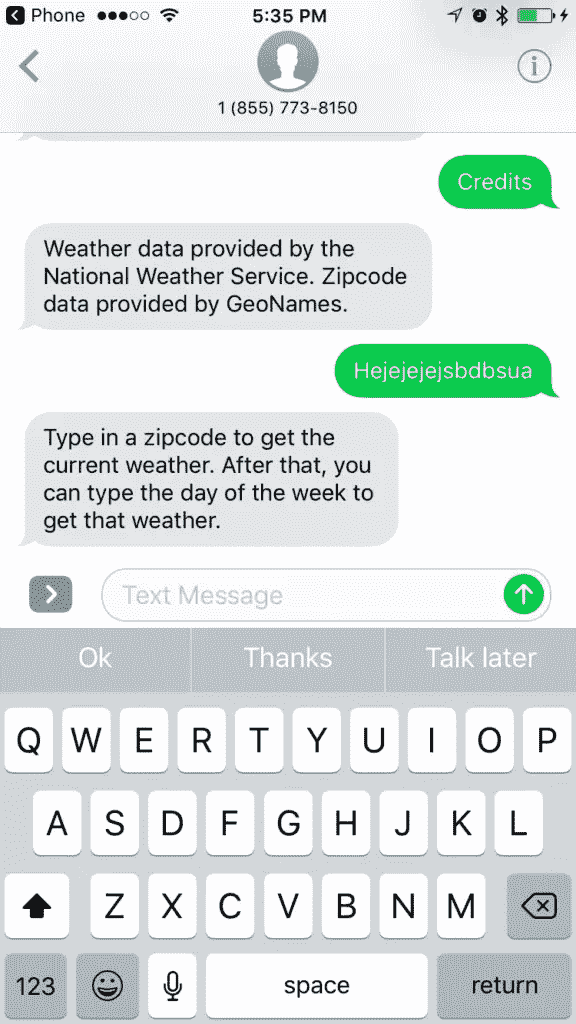 Phone 5:35 PM
1 (855) 773-8150
Credits
Weather data provided by the
National Weather Service. Zipcode
data provided by GeoNames.
Hejejejejsbdbsua
Type in a zipcode to get the
current weather. After that, you
can type the day of the week to
get that weather.
Text Message
Ok Thanks Talk later
Q W E R T Y U I O P
A S D F G H J K L
Z X C V B N M
123 space return